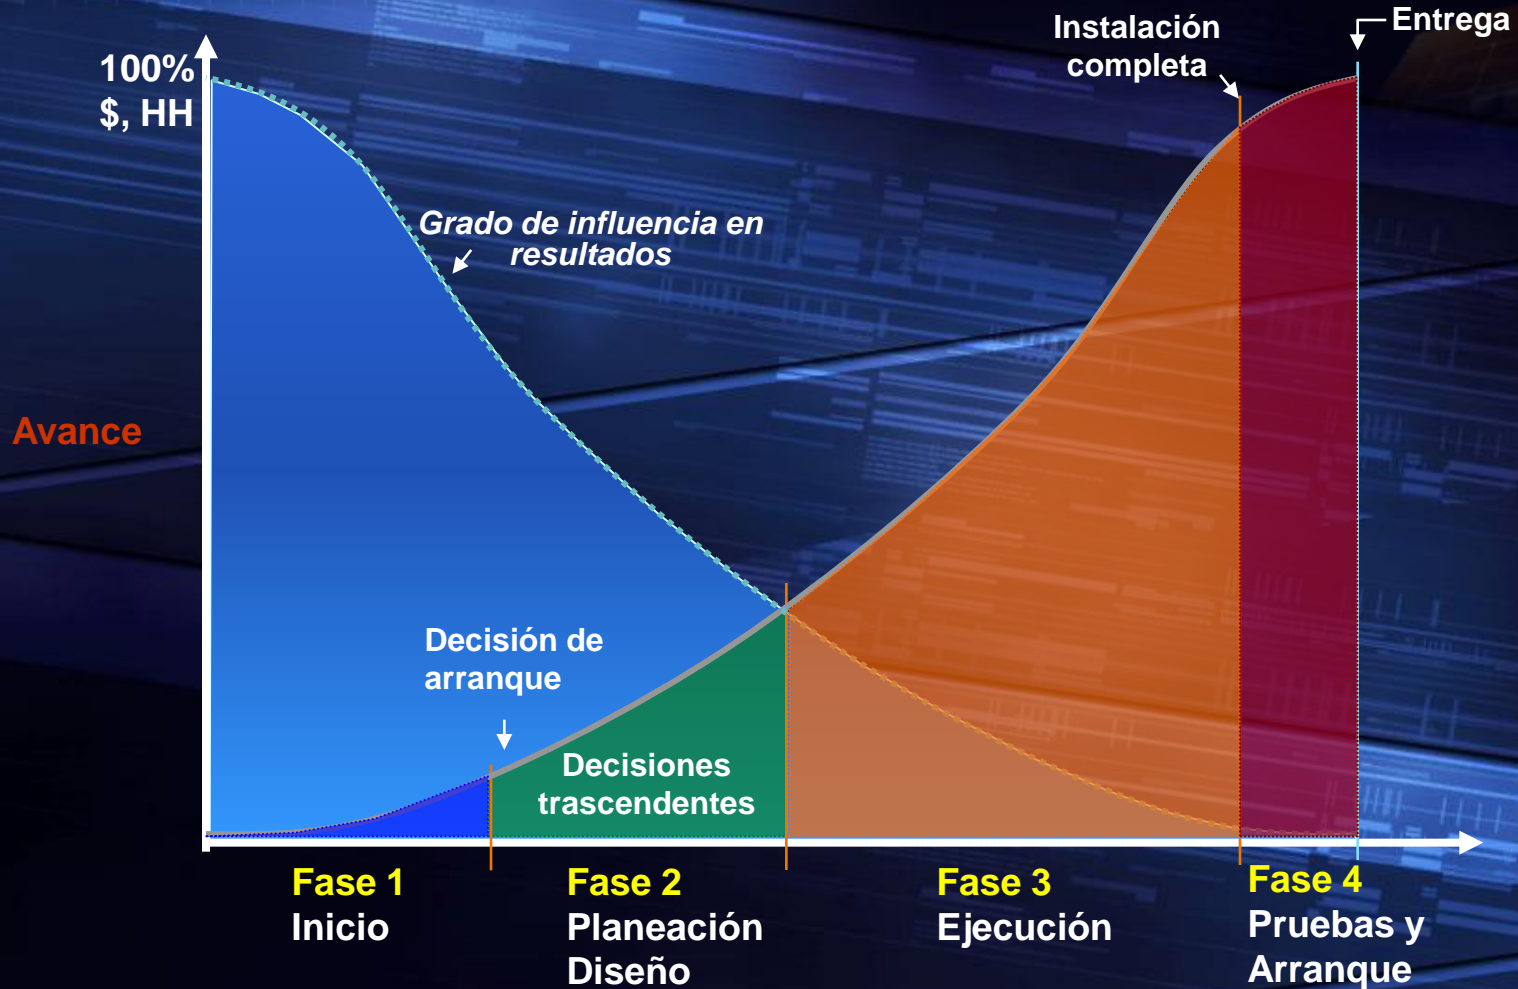 Entrega
Instalación
completa
100%
$, HH
Grado de influencia en
resultados
Avance
Decisión de
arranque
Decisiones
trascendentes
Fase 1
Inicio
Fase 2
Planeación
Diseño
Fase 3
Ejecución
Fase 4
Pruebas y
Arranque